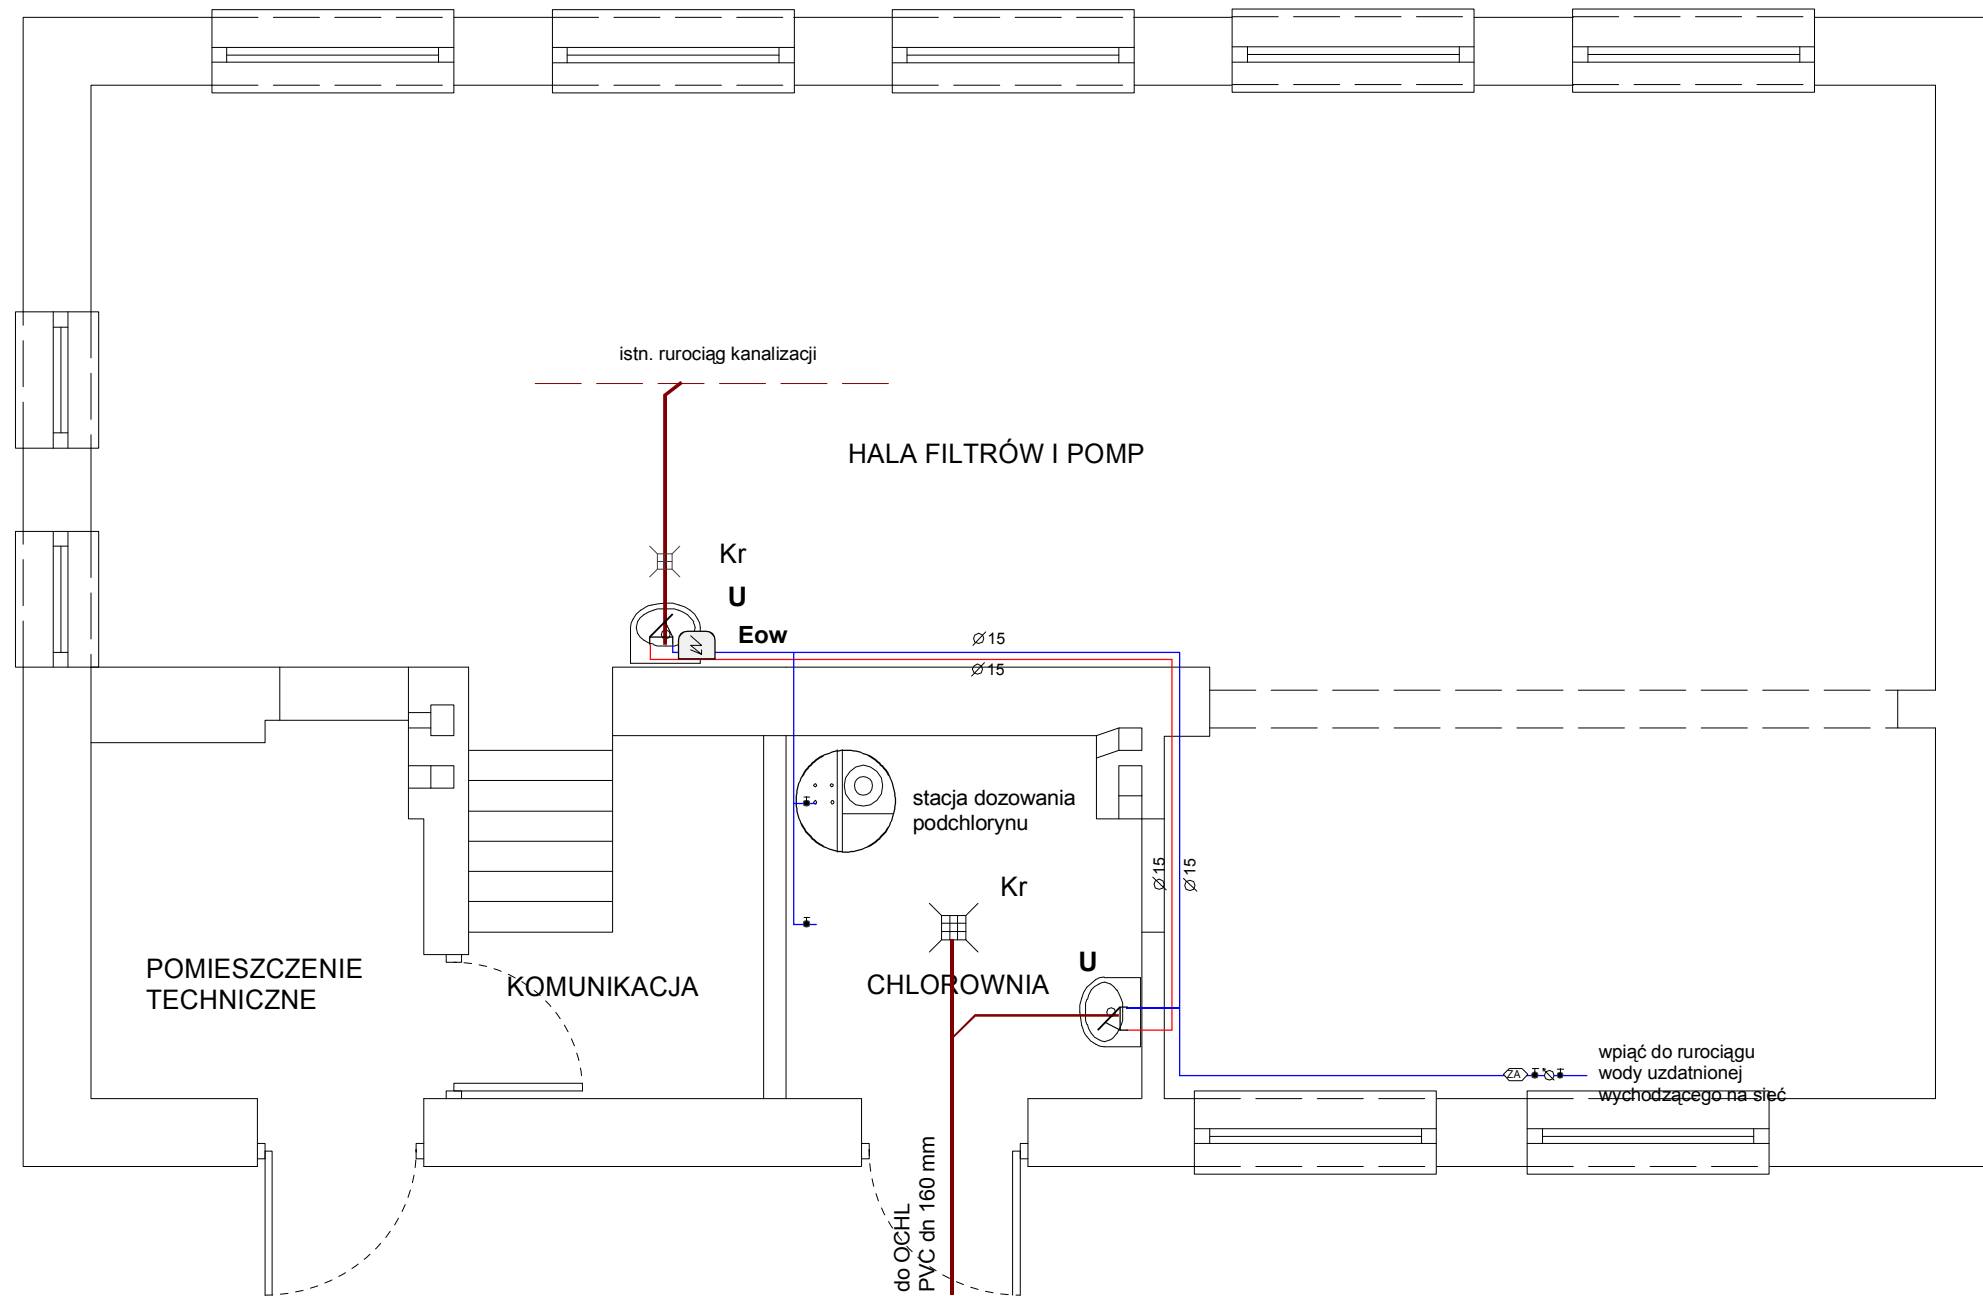 istn. rurociąg kanalizacji
HALA FILTRÓW I POMP
Kr
U
Eow
⌀15
⌀15
stacja dozowania
podchlorynu
⌀15
⌀15
Kr
U
POMIESZCZENIE
TECHNICZNE
KOMUNIKACJA
CHLOROWNIA
ZA
wpiąć do rurociągu
wody uzdatnionej
wychodzącego na sieć
do OCHL
PVC dn 160 mm